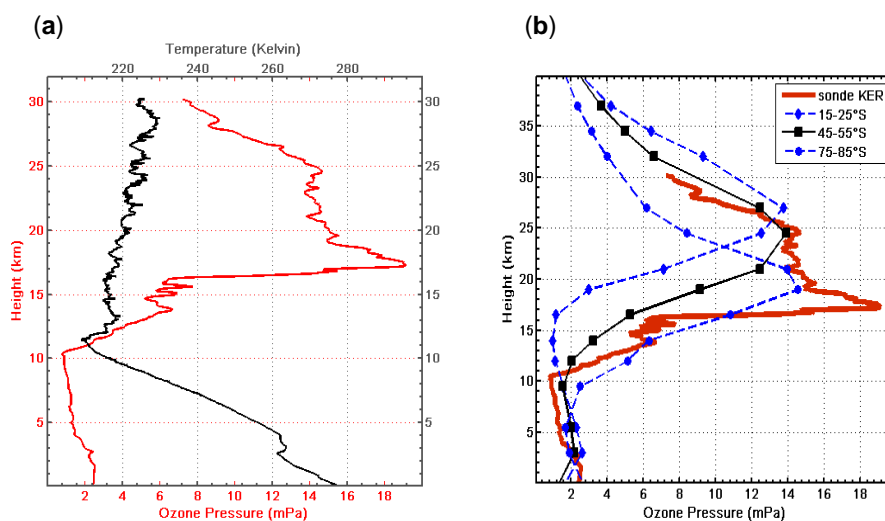 (a)
Temperature (Kelvin)
220 240 260 280
30 30
25 25
20 20
15 15
10 10
5 5
Height (km)
2 4 6 8 10 12 14 16 18
Ozone Pressure (mPa)
(b)
sonde KER
15-25°S
45-55°S
75-85°S
35
30
25
20
15
10
5
Height (km)
2 4 6 8 10 12 14 16 18
Ozone Pressure (mPa)